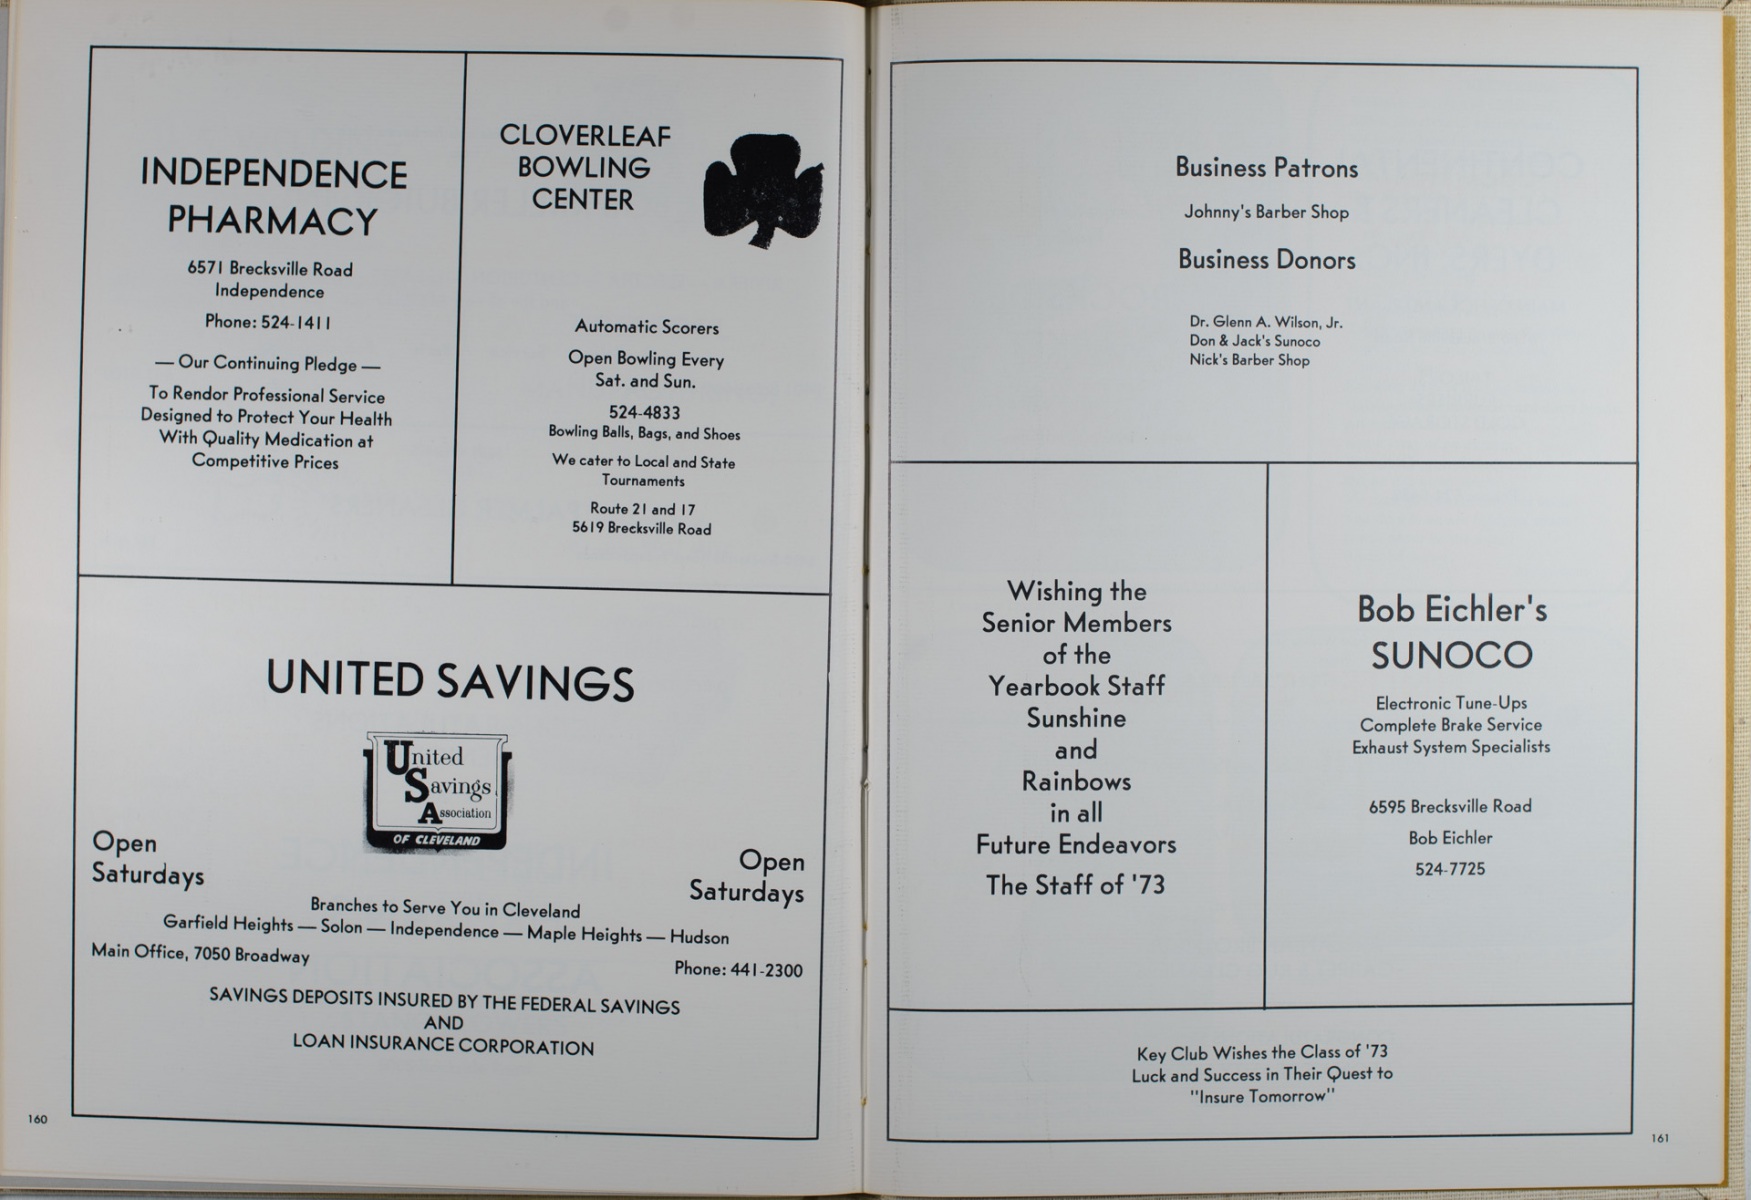 INDEPENDENCE
PHARMACY
6571 Brecksville Road
Independence
Phone: 524-1411
— Our Continuing Pledge —
To Rendor Professional Service
Designed to Protect Your Health
With Quality Medication at
Competitive Prices
CLOVERLEAF
BOWLING
CENTER
Automatic Scorers
Open Bowling Every
Sat. and Sun.
524-4833
Bowling Balls, Bags, and Shoes
We cater to Local and State
Tournaments
Route 21 and 17
5619 Brecksville Road
UNITED SAVINGS
United
Savings
Association
OF CLEVELAND
Open
Saturdays
Open
Saturdays
Branches to Serve You in Cleveland
Garfield Heights — Solon — Independence — Maple Heights — Hudson
Main Office, 7050 Broadway
Phone: 441-2300
SAVINGS DEPOSITS INSURED BY THE FEDERAL SAVINGS
AND
LOAN INSURANCE CORPORATION
160
Business Patrons
Johnny's Barber Shop
Business Donors
Dr. Glenn A. Wilson, Jr.
Don & Jack's Sunoco
Nick's Barber Shop
Wishing the
Senior Members
of the
Yearbook Staff
Sunshine
and
Rainbows
in all
Future Endeavors
The Staff of '73
Bob Eichler's
SUNOCO
Electronic Tune-Ups
Complete Brake Service
Exhaust System Specialists
6595 Brecksville Road
Bob Eichler
524-7725
Key Club Wishes the Class of '73
Luck and Success in Their Quest to
"Insure Tomorrow"
161